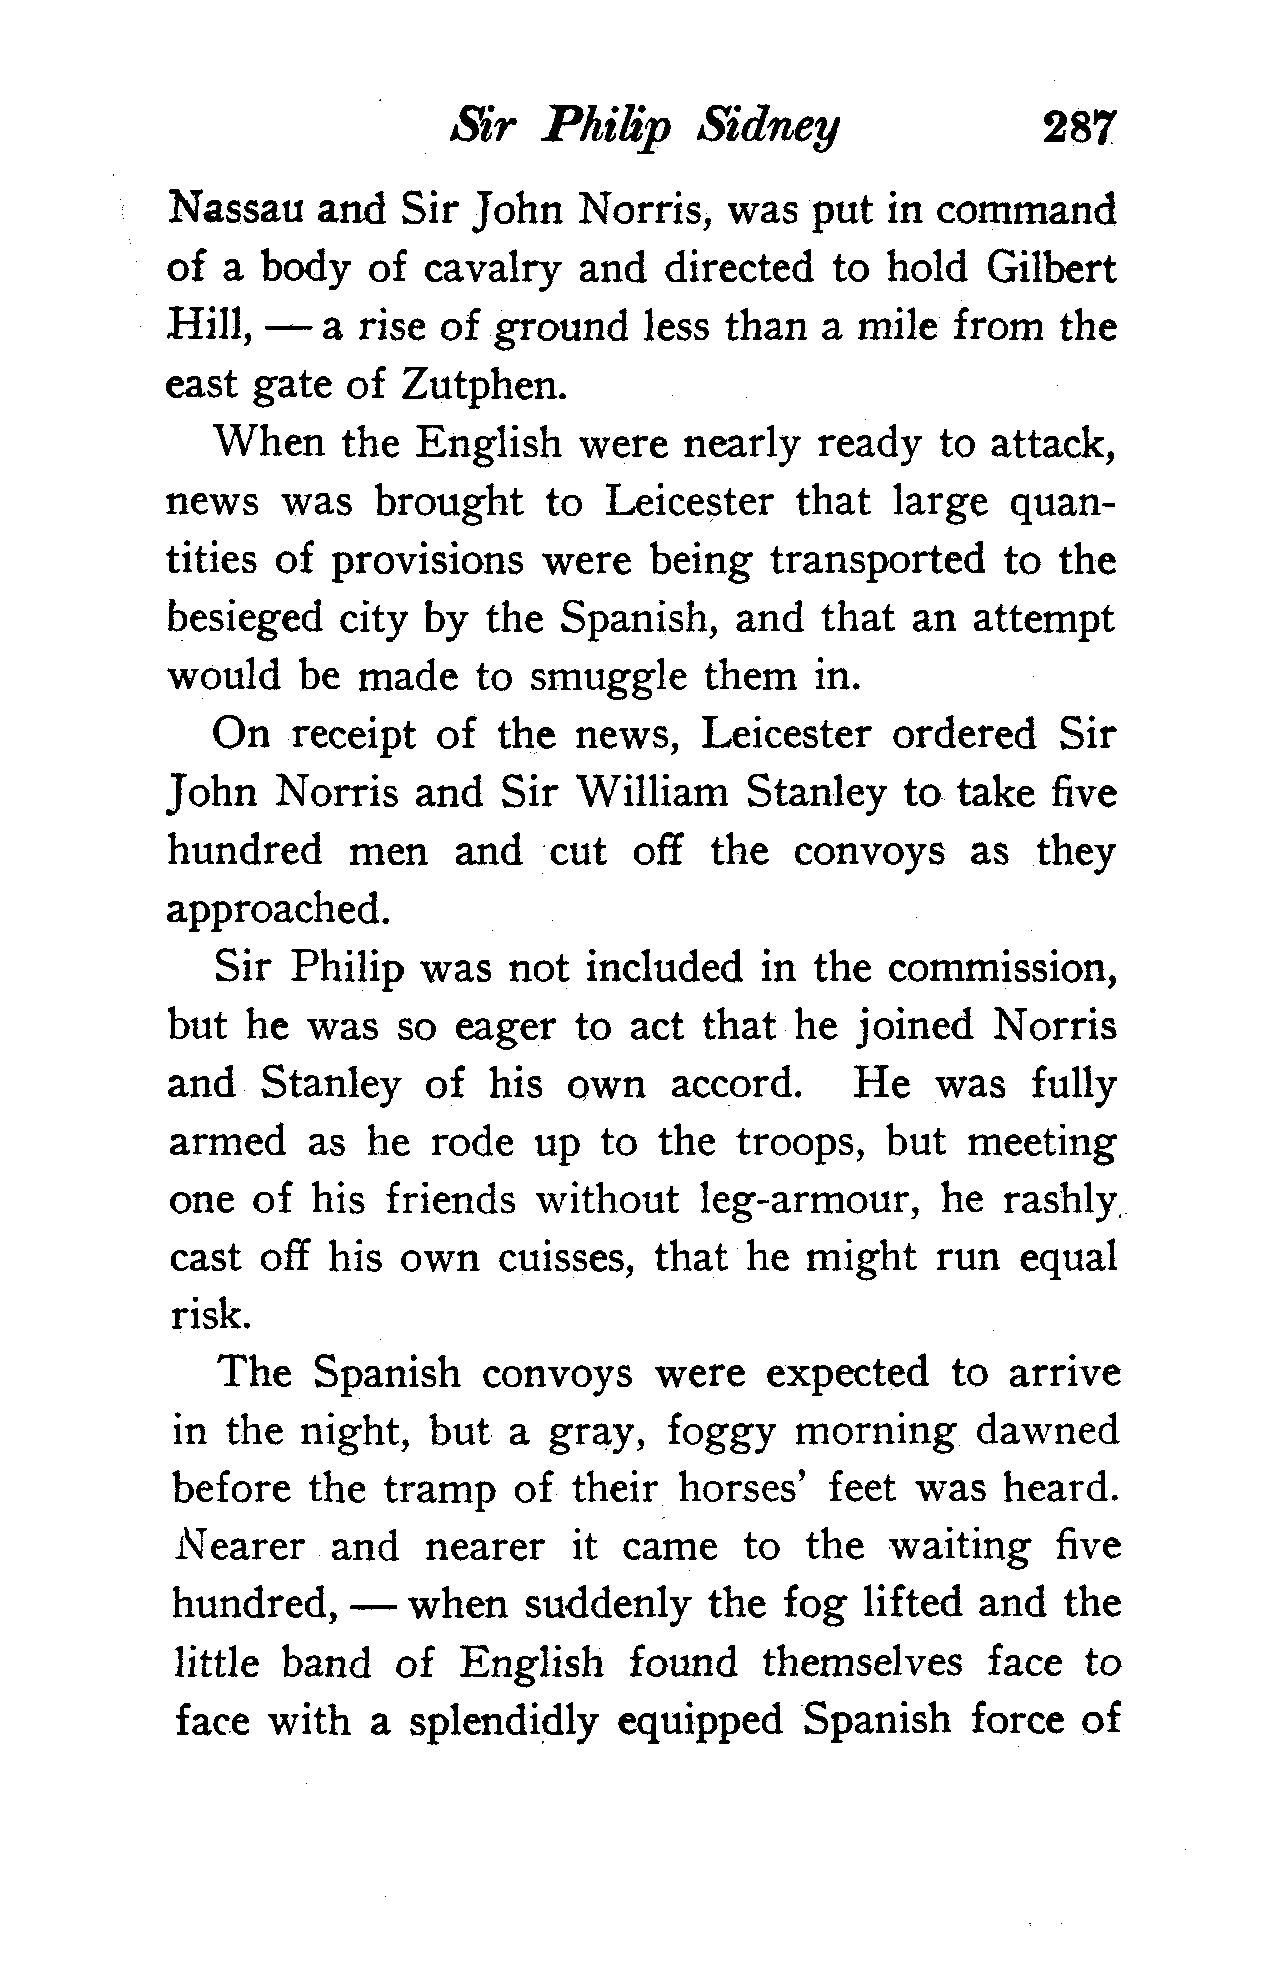 Sir Philip Sidney 287
Nassau and Sir John Norris, was put in command
of a body of cavalry and directed to hold Gilbert
Hill, — a rise of ground less than a mile from the
east gate of Zutphen.
When the English were nearly ready to attack,
news was brought to Leicester that large quan-
tities of provisions were being transported to the
besieged city by the Spanish, and that an attempt
would be made to smuggle them in.
On receipt of the news, Leicester ordered Sir
John Norris and Sir William Stanley to take five
hundred men and cut off the convoys as they
approached.
Sir Philip was not included in the commission,
but he was so eager to act that he joined Norris
and Stanley of his own accord. He was fully
armed as he rode up to the troops, but meeting
one of his friends without leg-armour, he rashly
cast off his own cuisses, that he might run equal
risk.
The Spanish convoys were expected to arrive
in the night, but a gray, foggy morning dawned
before the tramp of their horses' feet was heard.
Nearer and nearer it came to the waiting five
hundred, — when suddenly the fog lifted and the
little band of English found themselves face to
face with a splendidly equipped Spanish force of